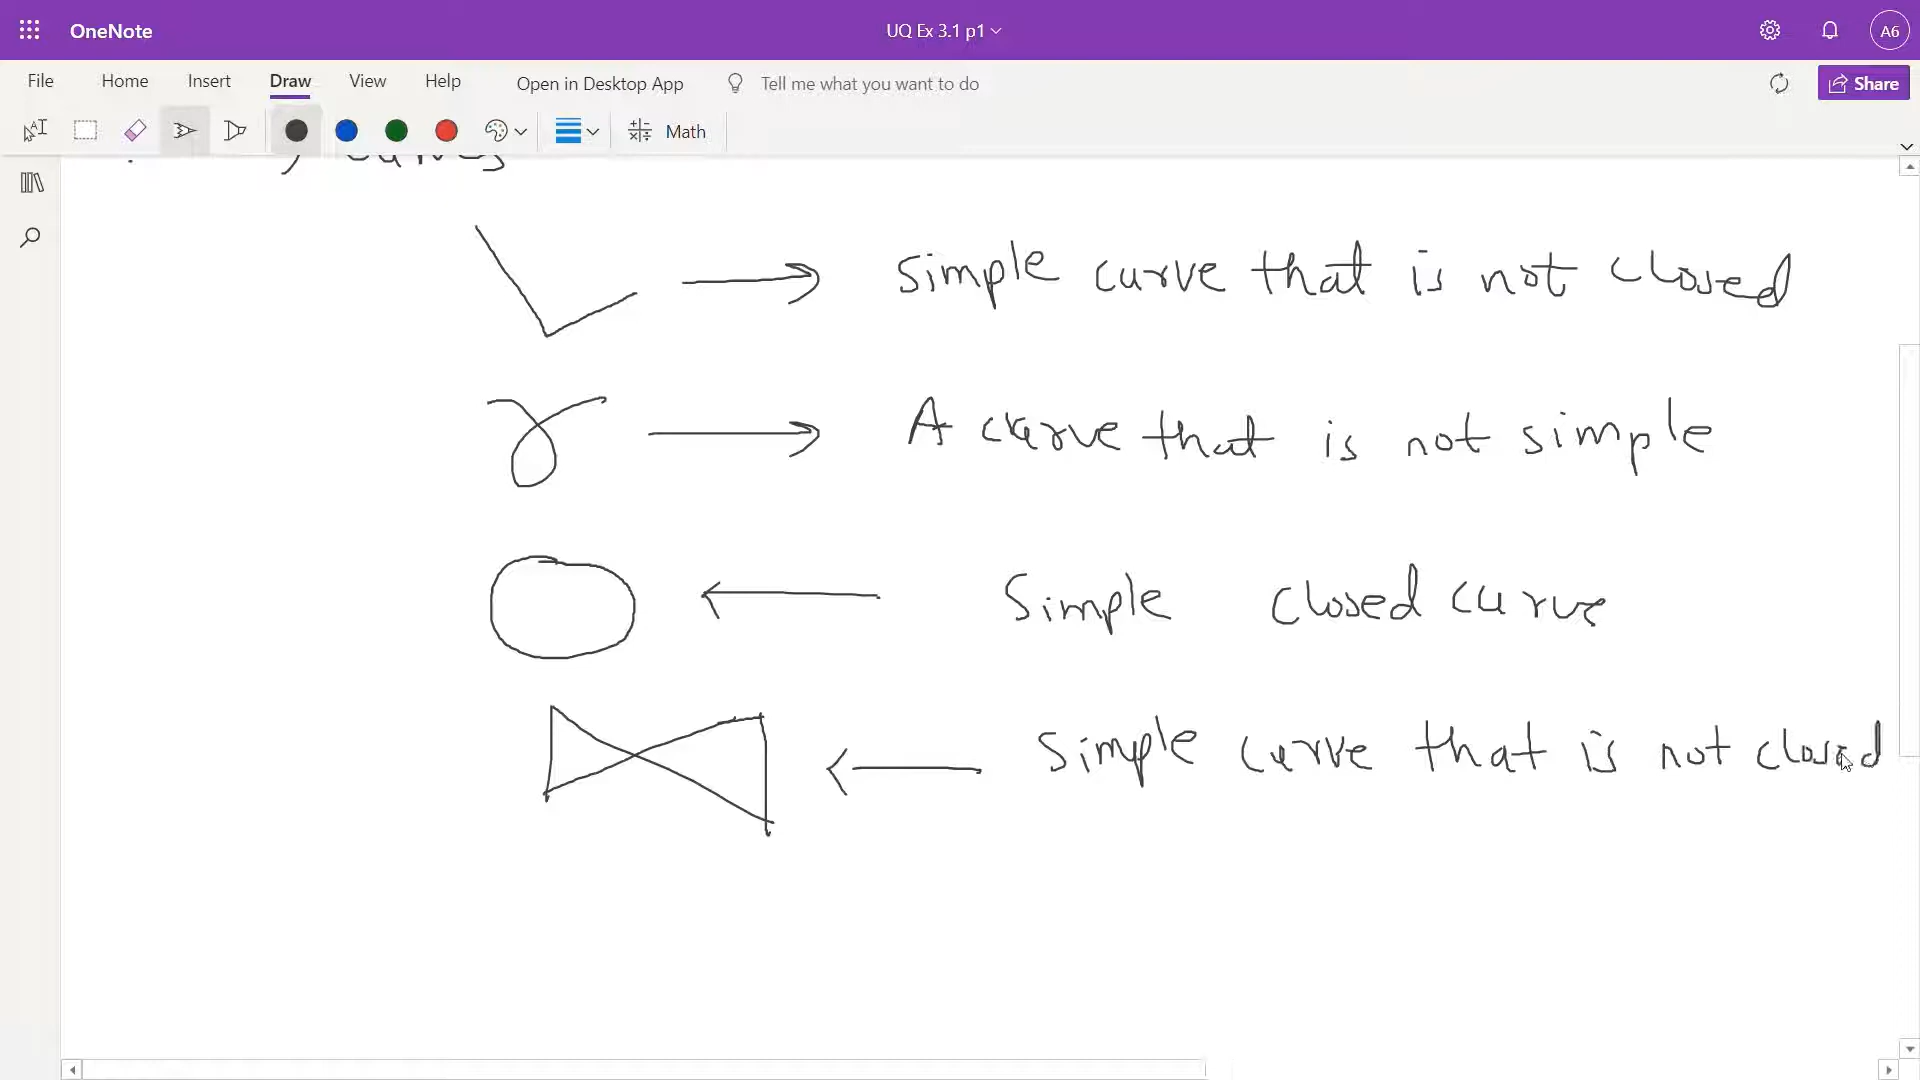 OneNote
UQ Ex 3.1 p1
A6
File Home Insert Draw View Help Open in Desktop App Tell me what you want to do
Share
Math
curves
simple curve that is not closed
A curve that is not simple
Simple closed curve
Simple curve that is not closed